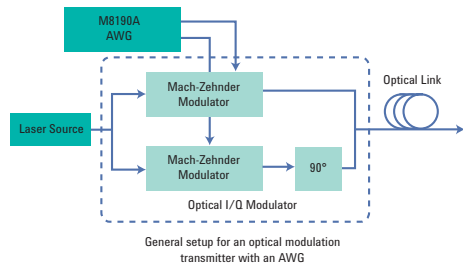 M8190A
AWG
Mach-Zehnder
Modulator
Optical Link
Laser Source
Mach-Zehnder
Modulator
90°
Optical I/Q Modulator
General setup for an optical modulation
transmitter with an AWG